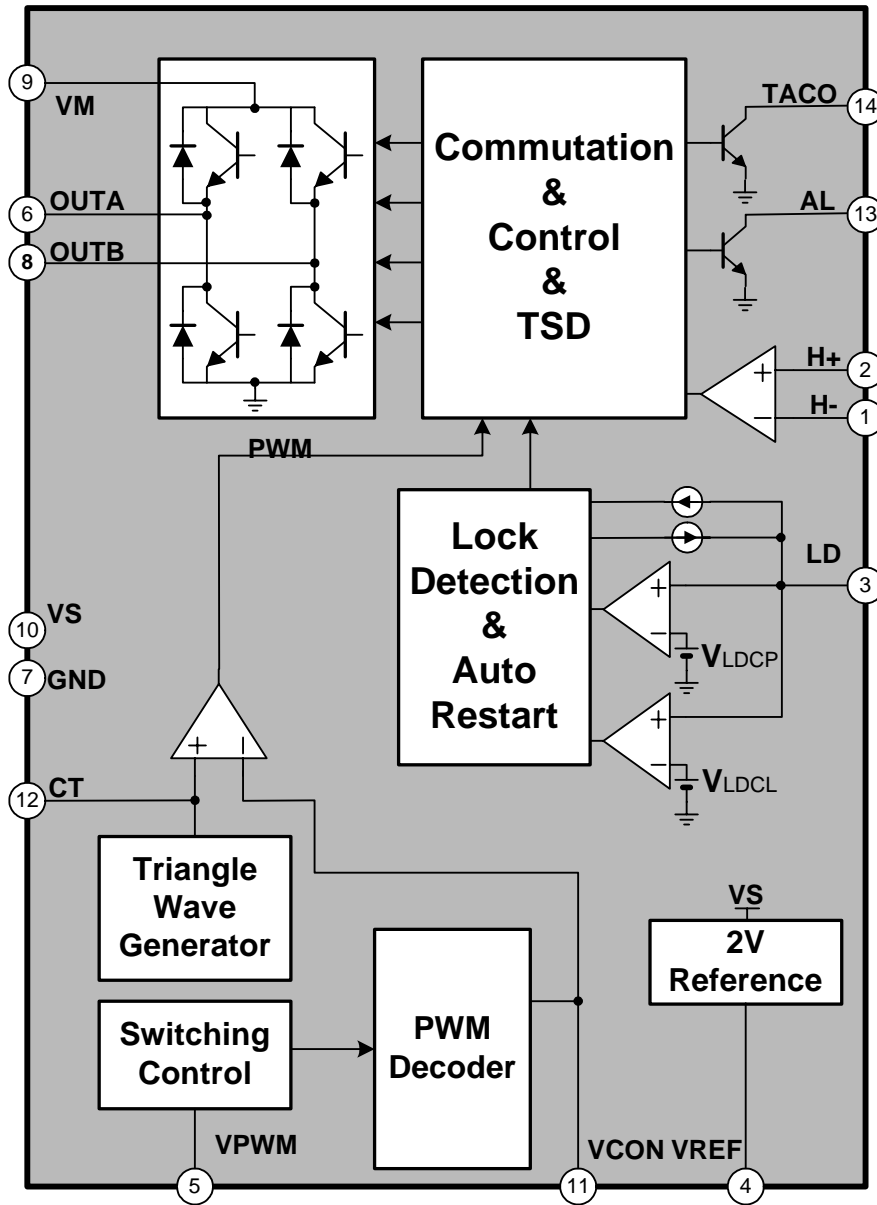 9
VM
6
OUTA
8
OUTB
Commutation
&
Control
&
TSD
TACO
14
AL
13
H+
2
H-
1
PWM
Lock
Detection
&
Auto
Restart
LD
3
VLDCP
VLDCL
+
−
+
−
+
−
10
VS
7
GND
+
−
12
CT
Triangle
Wave
Generator
Switching
Control
PWM
Decoder
VS
2V
Reference
VPWM
5
VCON VREF
11
4